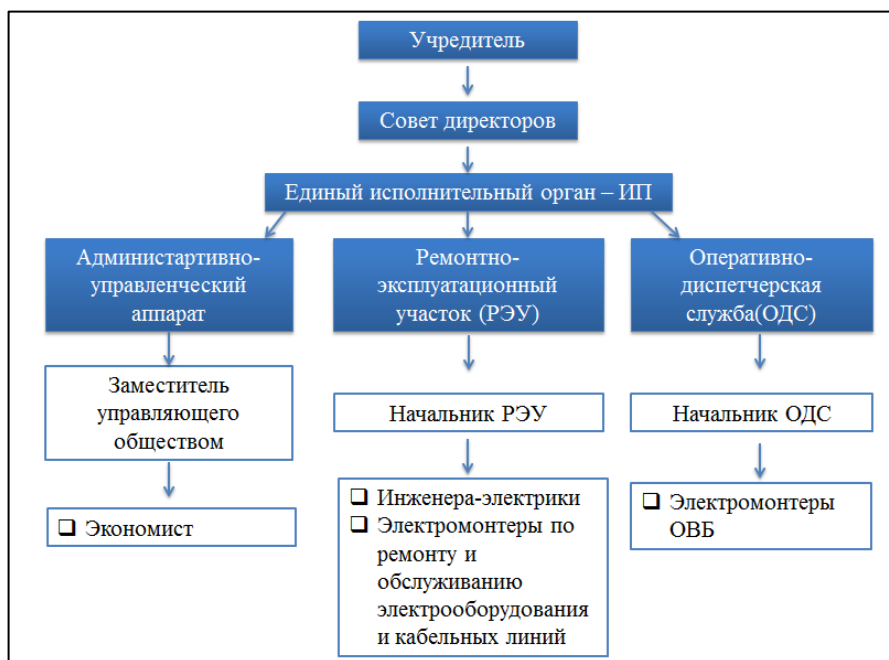 Учредитель
Совет директоров
Единый исполнительный орган – ИП
Администартивно-
управленческий
аппарат
Ремонтно-
эксплуатационный
участок (РЭУ)
Оперативно-
диспетчерская
служба(ОДС)
Заместитель
управляющего
обществом
Начальник РЭУ
Начальник ОДС
Экономист
Инженера-электрики
Электромонтеры по
ремонту и
обслуживанию
электрооборудования
и кабельных линий
Электромонтеры
ОВБ